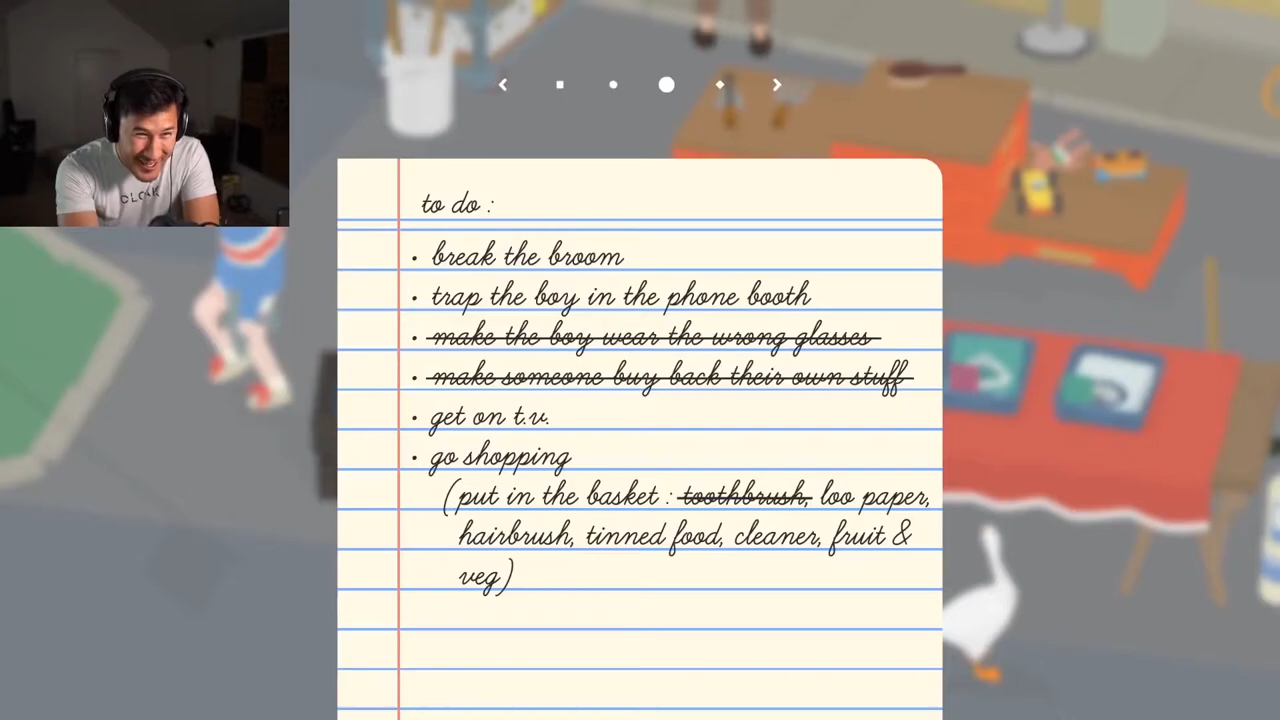 to do :
• break the broom
• trap the boy in the phone booth
• make the boy wear the wrong glasses
• make someone buy back their own stuff
• get on t.v.
• go shopping
(put in the basket : toothbrush, loo paper,
hairbrush, tinned food, cleaner, fruit &
veg)